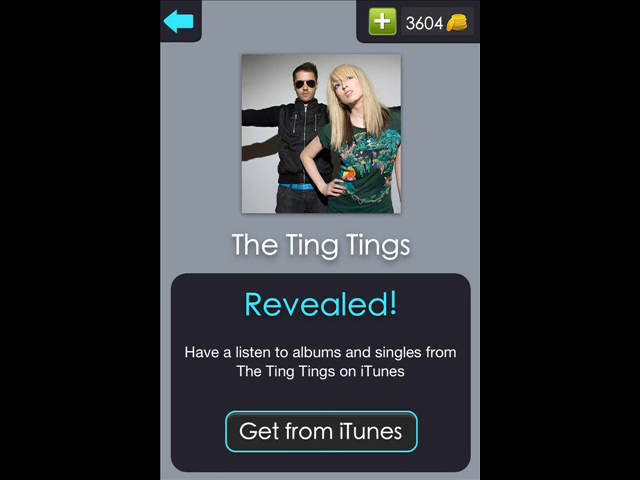 3604
The Ting Tings
Revealed!
Have a listen to albums and singles from
The Ting Tings on iTunes
Get from iTunes